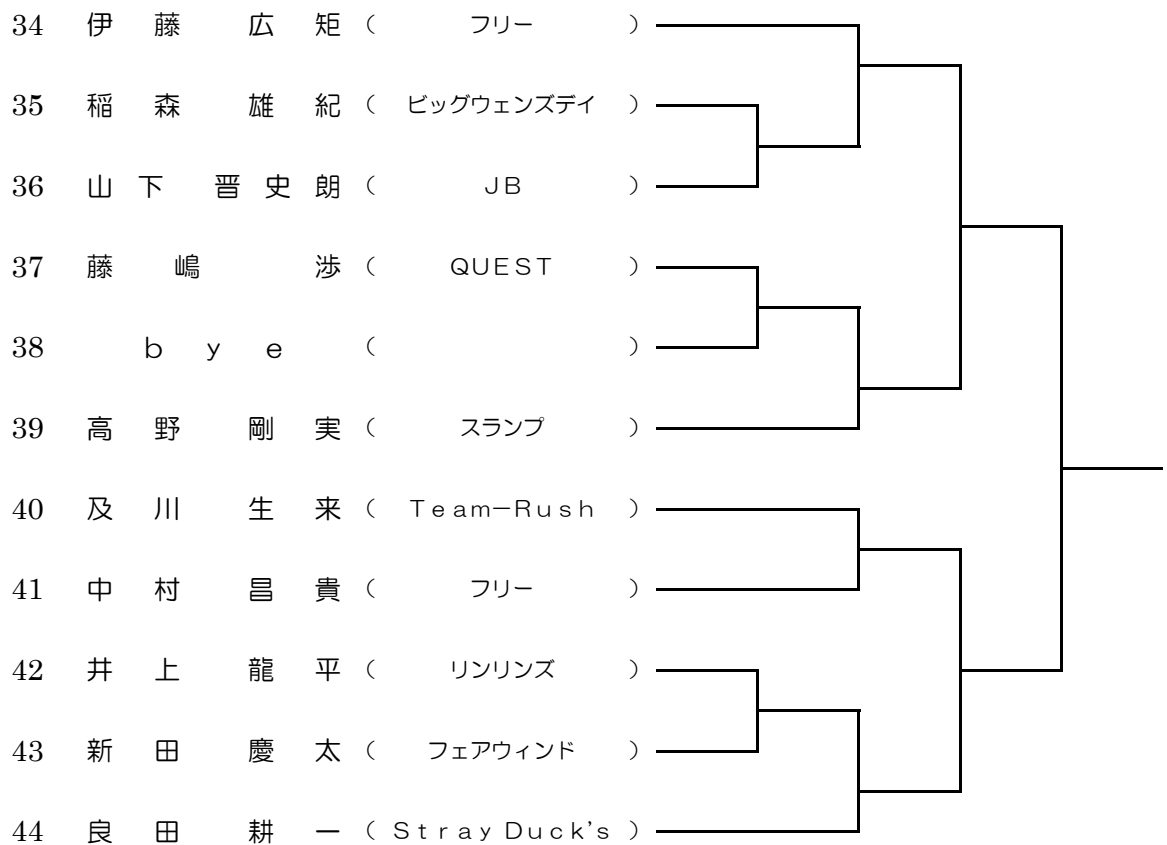 34 伊藤 広矩 （ フリー ）
35 稲森 雄紀 （ ビッグウェンズデイ ）
36 山下 晋史朗 （ ＪＢ ）
37 藤嶋 渉 （ ＱＵＥＳＴ ）
38 ｂｙｅ （ ）
39 高野 剛実 （ スランプ ）
40 及川 生来 （ Ｔｅａｍ－Ｒｕｓｈ ）
41 中村 昌貴 （ フリー ）
42 井上 龍平 （ リンリンズ ）
43 新田 慶太 （ フェアウィンド ）
44 良田 耕一 （ Ｓｔｒａｙ Ｄｕｃｋ’ｓ ）